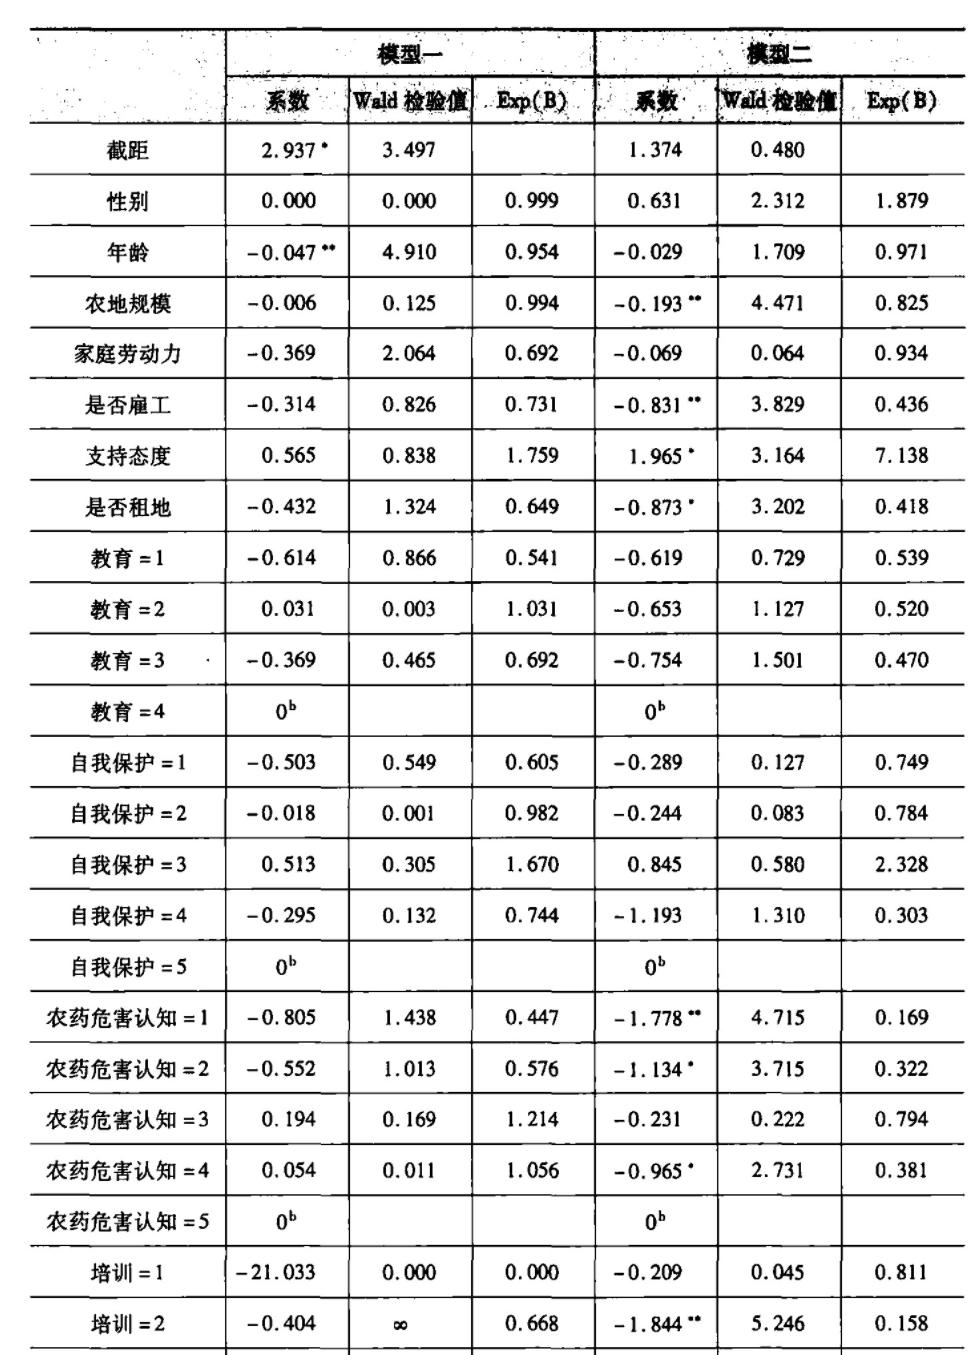 模型一 模型二
系数 Wald 检验值 Exp(B) 系数 Wald 检验值 Exp(B)
截距 2.937* 3.497 1.374 0.480
性别 0.000 0.000 0.999 0.631 2.312 1.879
年龄 -0.047** 4.910 0.954 -0.029 1.709 0.971
农地规模 -0.006 0.125 0.994 -0.193** 4.471 0.825
家庭劳动力 -0.369 2.064 0.692 -0.069 0.064 0.934
是否雇工 -0.314 0.826 0.731 -0.831** 3.829 0.436
支持态度 0.565 0.838 1.759 1.965* 3.164 7.138
是否租地 -0.432 1.324 0.649 -0.873* 3.202 0.418
教育=1 -0.614 0.866 0.541 -0.619 0.729 0.539
教育=2 0.031 0.003 1.031 -0.653 1.127 0.520
教育=3 -0.369 0.465 0.692 -0.754 1.501 0.470
教育=4 0ᵇ 0ᵇ
自我保护=1 -0.503 0.549 0.605 -0.289 0.127 0.749
自我保护=2 -0.018 0.001 0.982 -0.244 0.083 0.784
自我保护=3 0.513 0.305 1.670 0.845 0.580 2.328
自我保护=4 -0.295 0.132 0.744 -1.193 1.310 0.303
自我保护=5 0ᵇ 0ᵇ
农药危害认知=1 -0.805 1.438 0.447 -1.778** 4.715 0.169
农药危害认知=2 -0.552 1.013 0.576 -1.134* 3.715 0.322
农药危害认知=3 0.194 0.169 1.214 -0.231 0.222 0.794
农药危害认知=4 0.054 0.011 1.056 -0.965* 2.731 0.381
农药危害认知=5 0ᵇ 0ᵇ
培训=1 -21.033 0.000 0.000 -0.209 0.045 0.811
培训=2 -0.404 ∞ 0.668 -1.844** 5.246 0.158